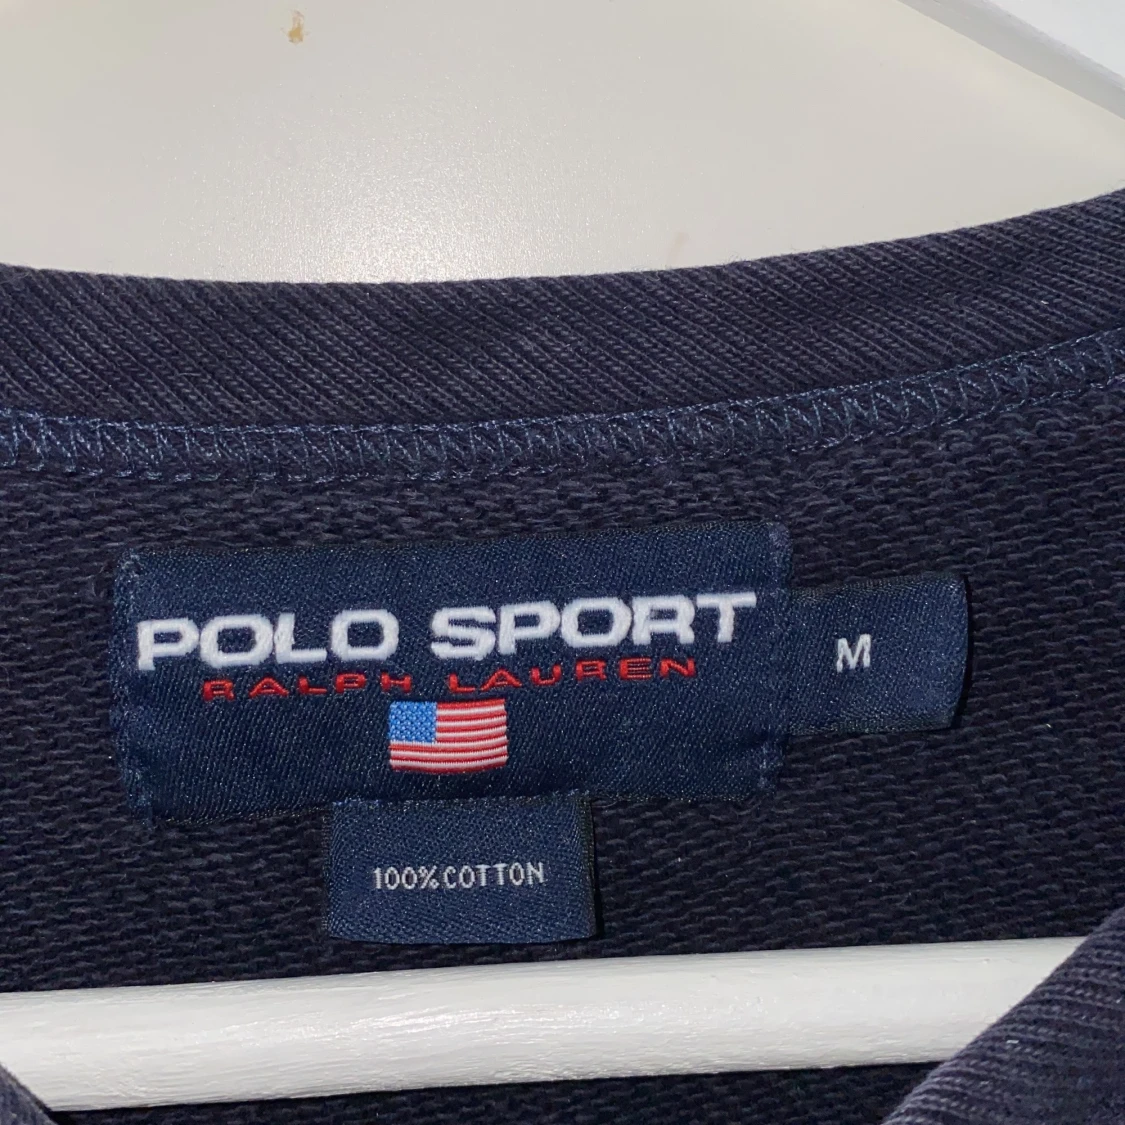 POLO SPORT
RALPH LAUREN
M
100%COTTON